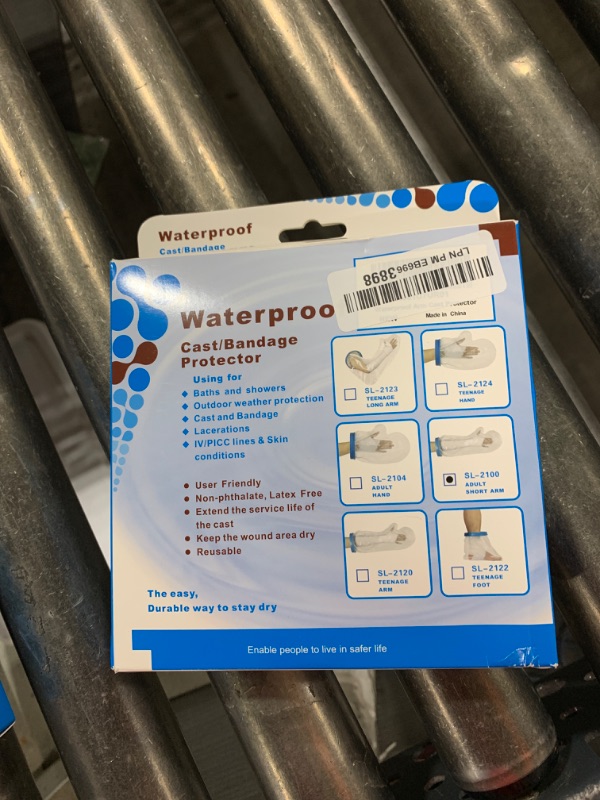 Waterproof
Cast/Bandage
LPN PM EB6963898
Waterproo
Cast/Bandage
Protector
Made In China
Using for
Baths and showers
Outdoor weather protection
Cast and Bandage
Lacerations
IV/PICC lines & Skin
conditions
User Friendly
Non-phthalate, Latex Free
Extend the service life of
the cast
Keep the wound area dry
Reusable
SL-2123
TEENAGE
LONG ARM
SL-2124
TEENAGE
HAND
SL-2104
ADULT
HAND
SL-2100
ADULT
SHORT ARM
SL-2120
TEENAGE
ARM
SL-2122
TEENAGE
FOOT
The easy,
Durable way to stay dry
Enable people to live in safer life